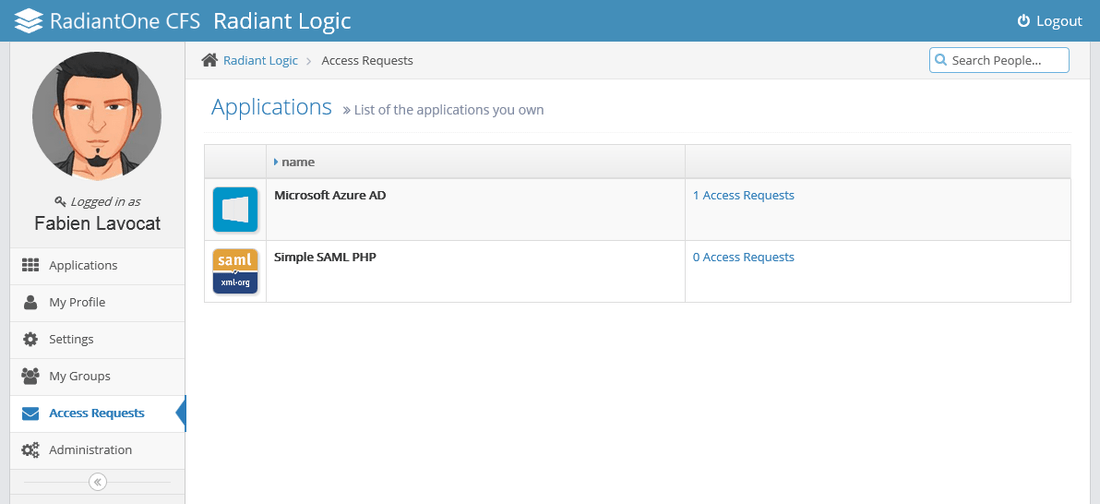 RadiantOne CFS Radiant Logic
Logout
Radiant Logic › Access Requests
Search People...
Applications » List of the applications you own
Logged in as
Fabien Lavocat
Applications
My Profile
Settings
My Groups
Access Requests
Administration
name
Microsoft Azure AD 1 Access Requests
saml
xml·org
Simple SAML PHP 0 Access Requests